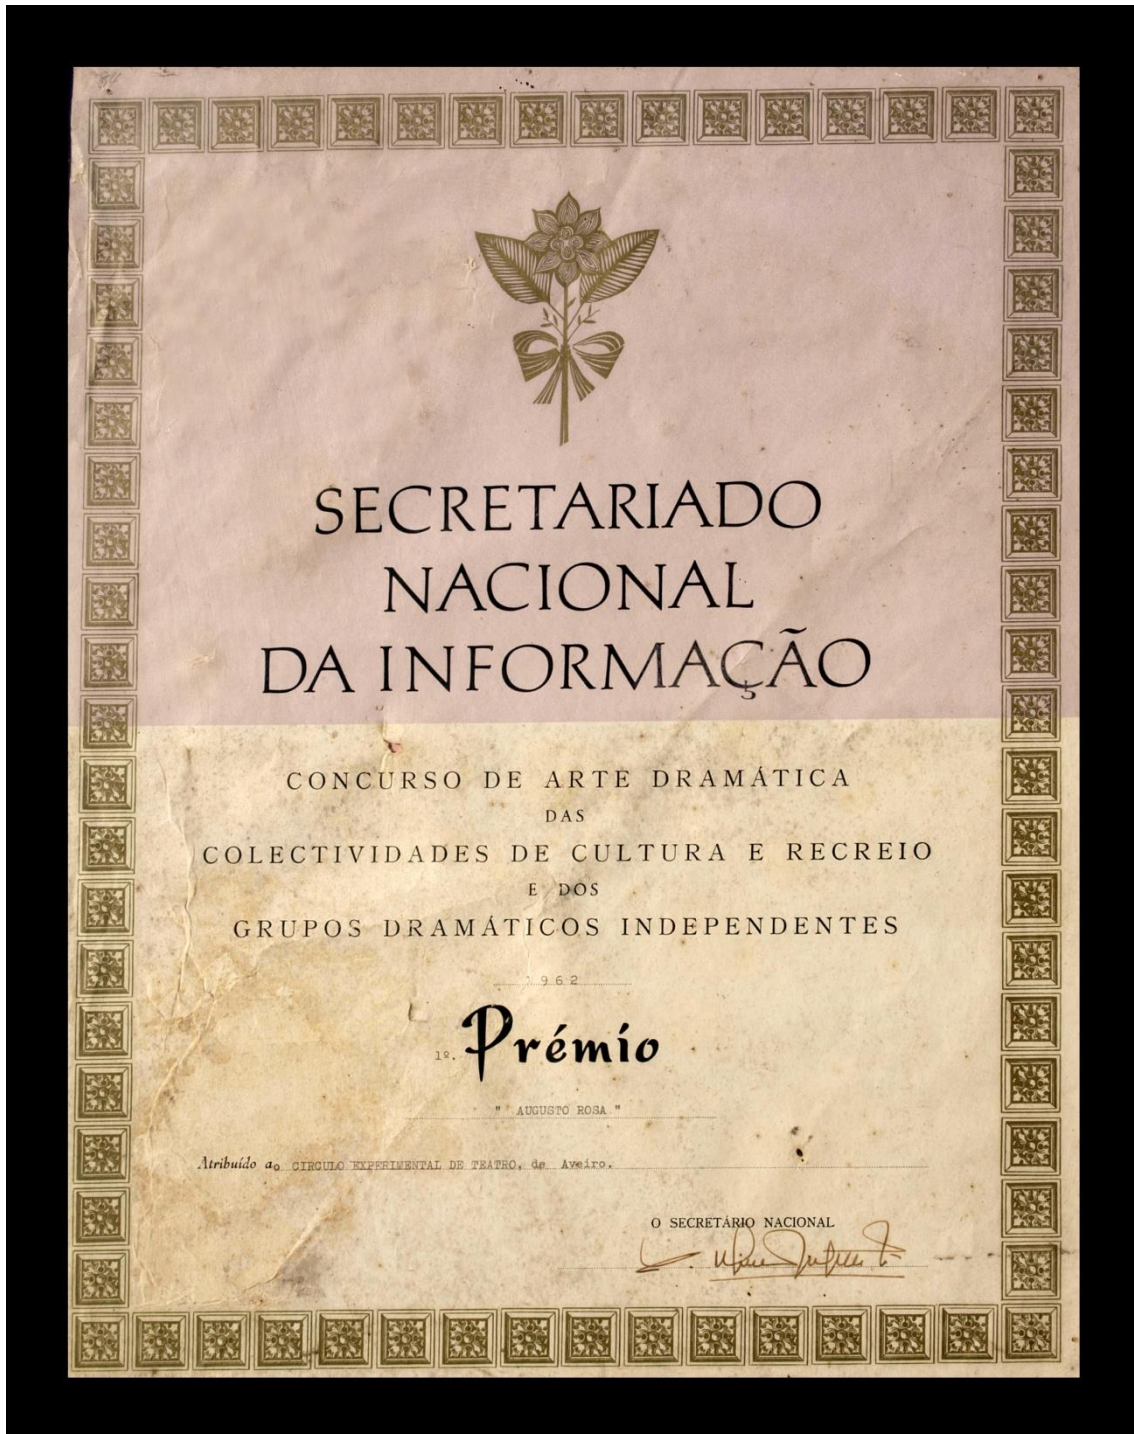 84
SECRETARIADO
NACIONAL
DA INFORMAÇÃO
CONCURSO DE ARTE DRAMÁTICA
DAS
COLECTIVIDADES DE CULTURA E RECREIO
E DOS
GRUPOS DRAMÁTICOS INDEPENDENTES
1962
1º. Prémio
" AUGUSTO ROSA "
Atribuído ao CIRCULO EXPERIMENTAL DE TEATRO, de Aveiro.
O SECRETÁRIO NACIONAL